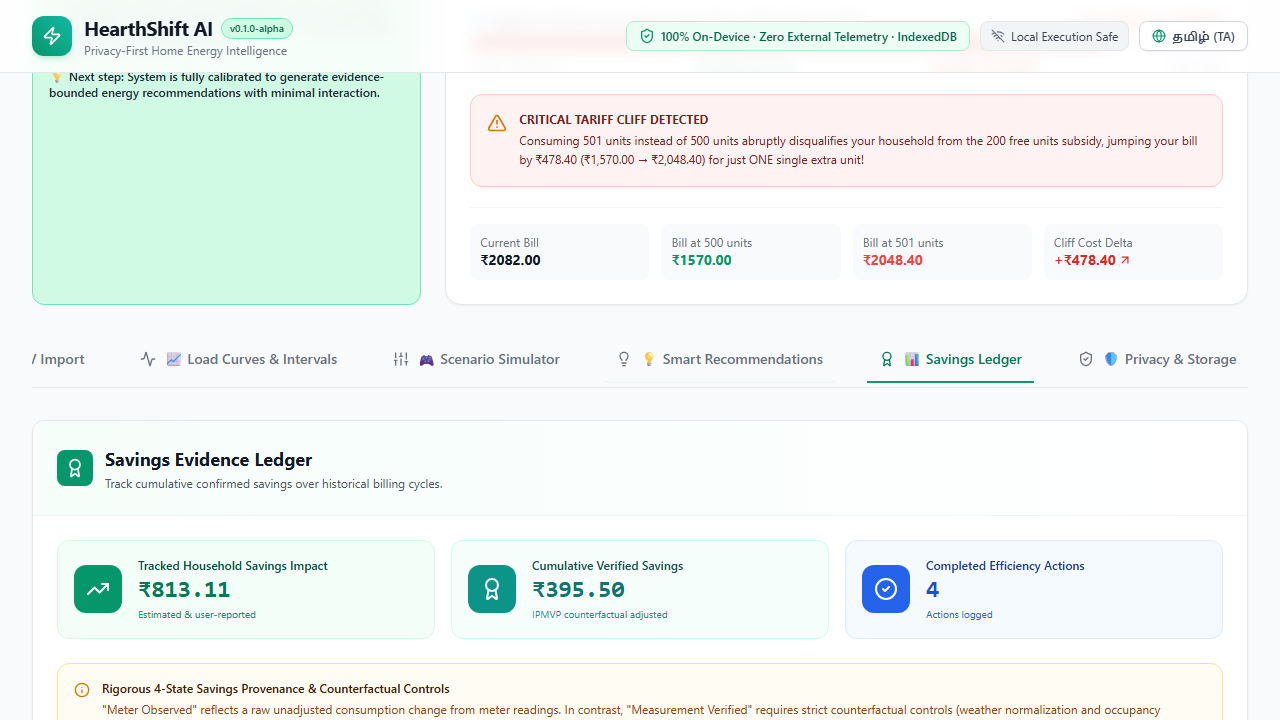 HearthShift AI
v0.1.0-alpha
Privacy-First Home Energy Intelligence
100% On-Device · Zero External Telemetry · IndexedDB
Local Execution Safe
தமிழ் (TA)
💡 Next step: System is fully calibrated to generate evidence-
bounded energy recommendations with minimal interaction.
CRITICAL TARIFF CLIFF DETECTED
Consuming 501 units instead of 500 units abruptly disqualifies your household from the 200 free units subsidy, jumping your bill
by ₹478.40 (₹1,570.00 → ₹2,048.40) for just ONE single extra unit!
Current Bill
₹2082.00
Bill at 500 units
₹1570.00
Bill at 501 units
₹2048.40
Cliff Cost Delta
+₹478.40
/ Import
📈 Load Curves & Intervals
🎮 Scenario Simulator
💡 Smart Recommendations
📊 Savings Ledger
🛡️ Privacy & Storage
Savings Evidence Ledger
Track cumulative confirmed savings over historical billing cycles.
Tracked Household Savings Impact
₹813.11
Estimated & user-reported
Cumulative Verified Savings
₹395.50
IPMVP counterfactual adjusted
Completed Efficiency Actions
4
Actions logged
Rigorous 4-State Savings Provenance & Counterfactual Controls
"Meter Observed" reflects a raw unadjusted consumption change from meter readings. In contrast, "Measurement Verified" requires strict counterfactual controls (weather normalization and occupancy